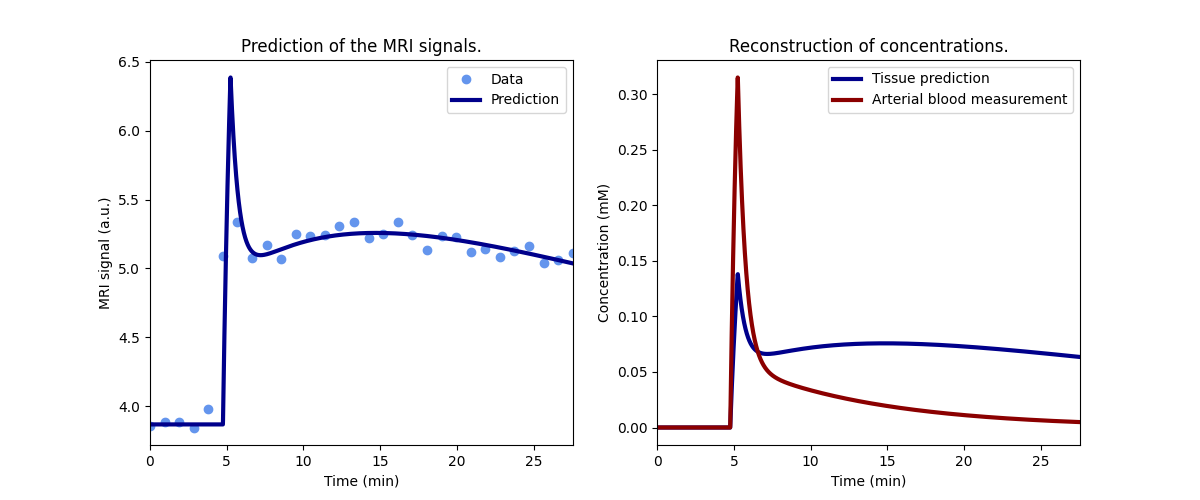 Prediction of the MRI signals.
6.5
6.0
5.5
5.0
4.5
4.0
MRI signal (a.u.)
0
5
10
15
20
25
Time (min)
Data
Prediction
Reconstruction of concentrations.
0.30
0.25
0.20
0.15
0.10
0.05
0.00
Concentration (mM)
0
5
10
15
20
25
Time (min)
Tissue prediction
Arterial blood measurement